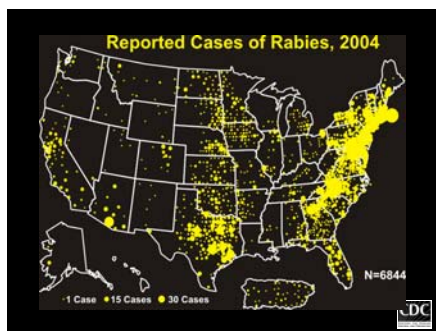 Reported Cases of Rabies, 2004
N=6844
1 Case 15 Cases 30 Cases
CDC